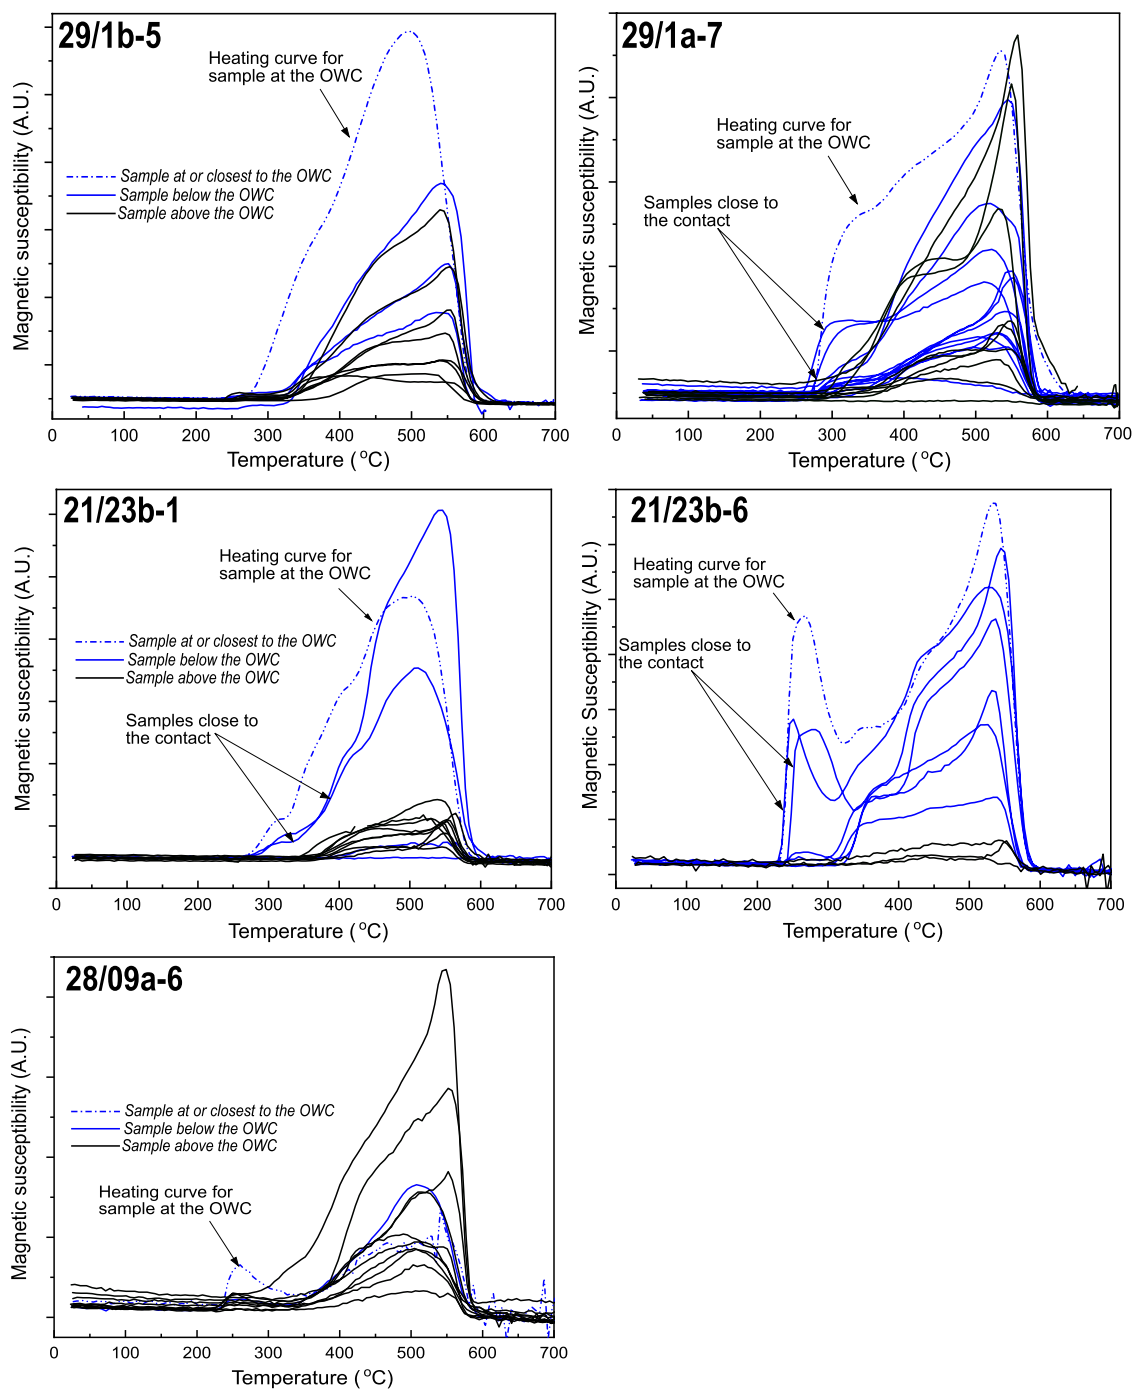 29/1b-5
Heating curve for
sample at the OWC
Sample at or closest to the OWC
Sample below the OWC
Sample above the OWC
Magnetic susceptibility (A.U.)
0 100 200 300 400 500 600 700
Temperature (°C)
29/1a-7
Heating curve for
sample at the OWC
Samples close to
the contact
Magnetic susceptibility (A.U.)
0 100 200 300 400 500 600 700
Temperature (°C)
21/23b-1
Heating curve for
sample at the OWC
Sample at or closest to the OWC
Sample below the OWC
Sample above the OWC
Samples close to
the contact
Magnetic susceptibility (A.U.)
0 100 200 300 400 500 600 700
Temperature (°C)
21/23b-6
Heating curve for
sample at the OWC
Samples close to
the contact
Magnetic Susceptibility (A.U.)
0 100 200 300 400 500 600 700
Temperature (°C)
28/09a-6
Sample at or closest to the OWC
Sample below the OWC
Sample above the OWC
Heating curve for
sample at the OWC
Magnetic susceptibility (A.U.)
0 100 200 300 400 500 600 700
Temperature (°C)